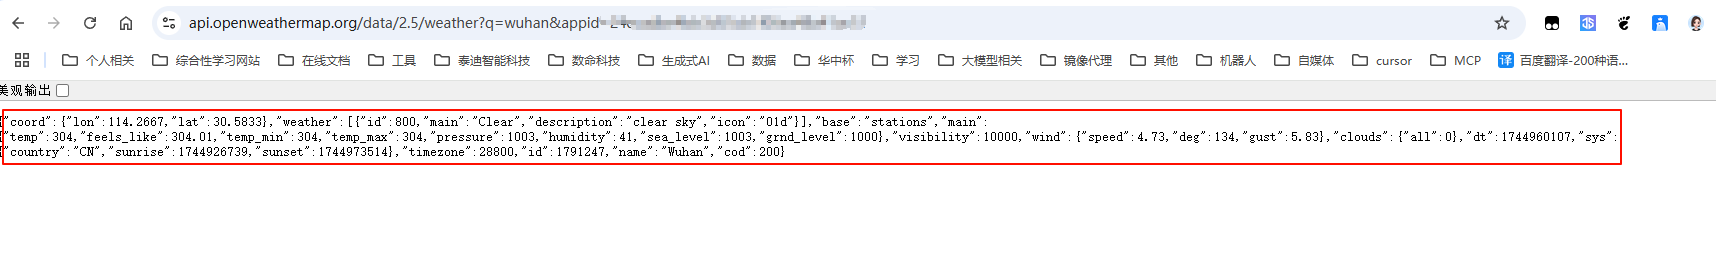 api.openweathermap.org/data/2.5/weather?q=wuhan&appid=
个人相关 综合性学习网站 在线文档 工具 泰迪智能科技 数命科技 生成式AI 数据 华中杯 学习 大模型相关 镜像代理 其他 机器人 自媒体 cursor MCP 译 百度翻译-200种语...
美观输出
{"coord":{"lon":114.2667,"lat":30.5833},"weather":[{"id":800,"main":"Clear","description":"clear sky","icon":"01d"}],"base":"stations","main":
{"temp":304,"feels_like":304.01,"temp_min":304,"temp_max":304,"pressure":1003,"humidity":41,"sea_level":1003,"grnd_level":1000},"visibility":10000,"wind":{"speed":4.73,"deg":134,"gust":5.83},"clouds":{"all":0},"dt":1744960107,"sys":
{"country":"CN","sunrise":1744926739,"sunset":1744973514},"timezone":28800,"id":1791247,"name":"Wuhan","cod":200}